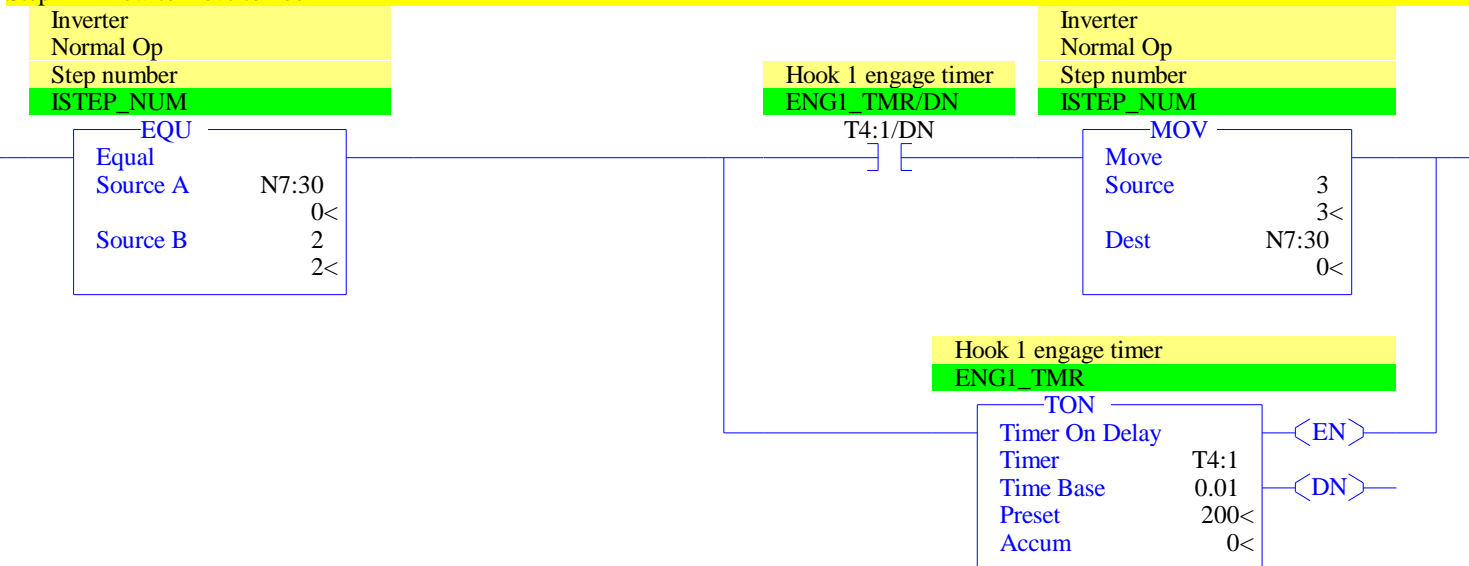 Inverter
Normal Op
Step number
ISTEP_NUM
EQU
Equal
Source A N7:30
0<
Source B 2
2<
Hook 1 engage timer
ENG1_TMR/DN
T4:1/DN
Inverter
Normal Op
Step number
ISTEP_NUM
MOV
Move
Source 3
3<
Dest N7:30
0<
Hook 1 engage timer
ENG1_TMR
TON
Timer On Delay
Timer T4:1
Time Base 0.01
Preset 200<
Accum 0<
EN
DN